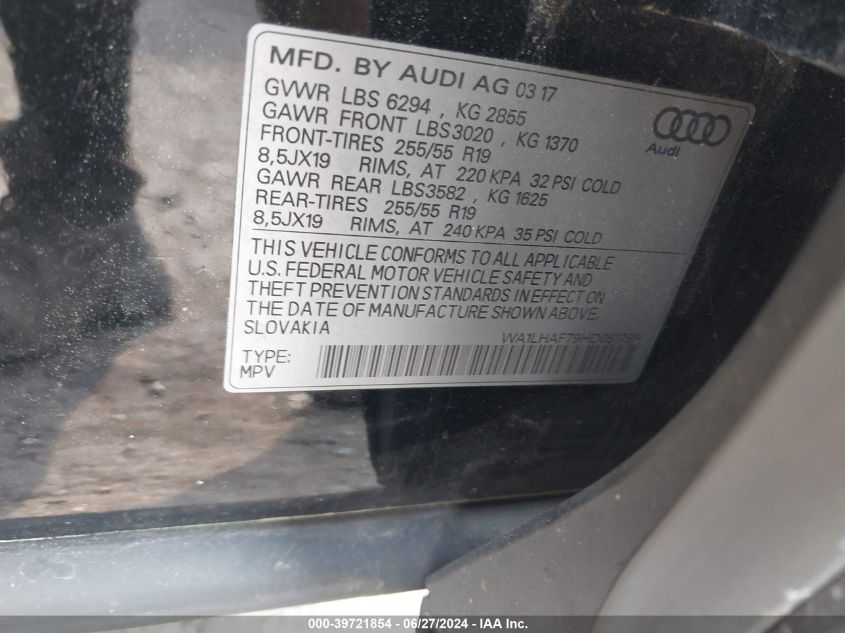 MFD. BY AUDI AG 03 17
GVWR LBS 6294 , KG 2855
GAWR FRONT LBS3020 , KG 1370
FRONT-TIRES 255/55 R19
8,5JX19 RIMS, AT 220 KPA 32 PSI COLD
GAWR REAR LBS3582 , KG 1625
REAR-TIRES 255/55 R19
8,5JX19 RIMS, AT 240 KPA 35 PSI COLD
Audi
THIS VEHICLE CONFORMS TO ALL APPLICABLE
U.S. FEDERAL MOTOR VEHICLE SAFETY AND
THEFT PREVENTION STANDARDS IN EFFECT ON
THE DATE OF MANUFACTURE SHOWN ABOVE.
SLOVAKIA
TYPE:
MPV
000-39721854 - 06/27/2024 - IAA Inc.